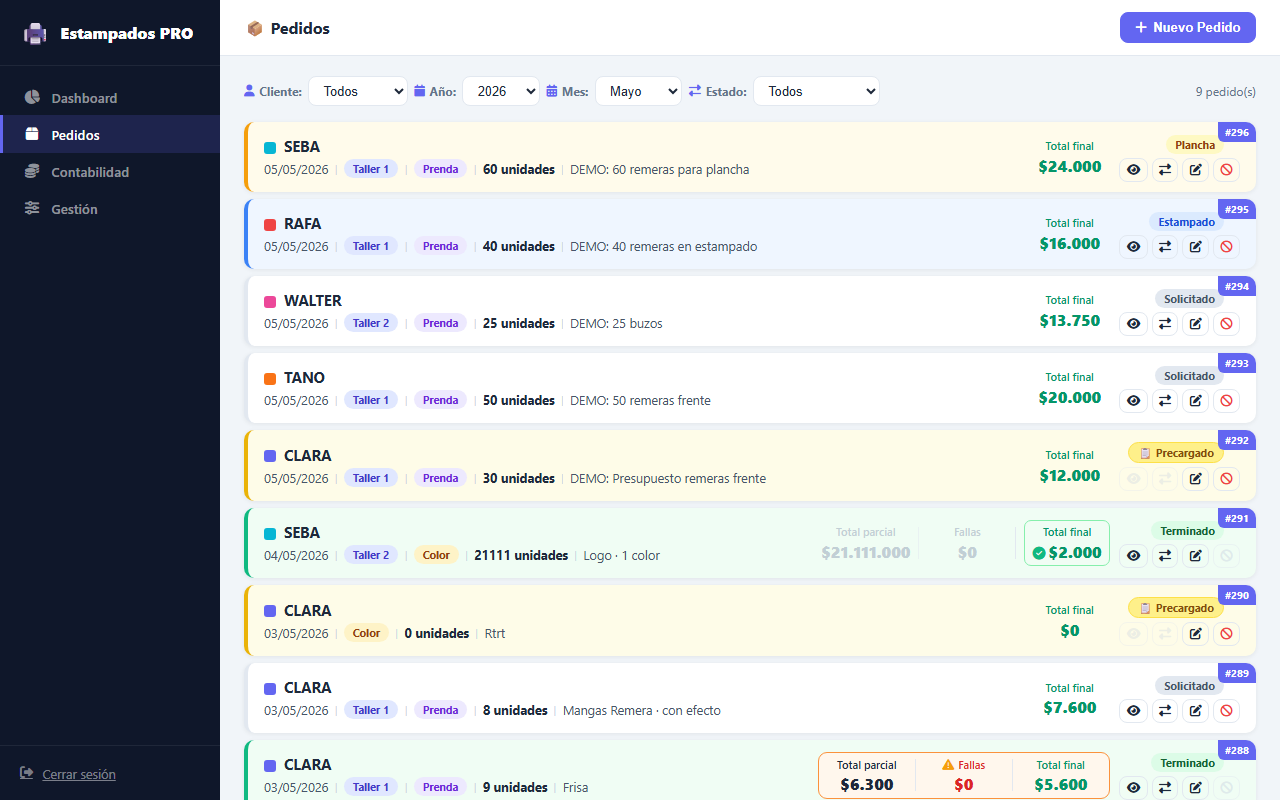 Estampados PRO
Dashboard
Pedidos
Contabilidad
Gestión
Cerrar sesión
Pedidos
+ Nuevo Pedido
Cliente: Todos Año: 2026 Mes: Mayo Estado: Todos 9 pedido(s)
#296
SEBA Total final Plancha
05/05/2026 | Taller 1 | Prenda | 60 unidades | DEMO: 60 remeras para plancha $24.000
#295
RAFA Total final Estampado
05/05/2026 | Taller 1 | Prenda | 40 unidades | DEMO: 40 remeras en estampado $16.000
#294
WALTER Total final Solicitado
05/05/2026 | Taller 2 | Prenda | 25 unidades | DEMO: 25 buzos $13.750
#293
TANO Total final Solicitado
05/05/2026 | Taller 1 | Prenda | 50 unidades | DEMO: 50 remeras frente $20.000
#292
CLARA Total final Precargado
05/05/2026 | Taller 1 | Prenda | 30 unidades | DEMO: Presupuesto remeras frente $12.000
#291
SEBA Total parcial Fallas Total final Terminado
04/05/2026 | Taller 2 | Color | 21111 unidades | Logo · 1 color $21.111.000 $0 $2.000
#290
CLARA Total final Precargado
03/05/2026 | Color | 0 unidades | Rtrt $0
#289
CLARA Total final Solicitado
03/05/2026 | Taller 1 | Prenda | 8 unidades | Mangas Remera · con efecto $7.600
#288
CLARA Total parcial Fallas Total final Terminado
03/05/2026 | Taller 1 | Prenda | 9 unidades | Frisa $6.300 $0 $5.600